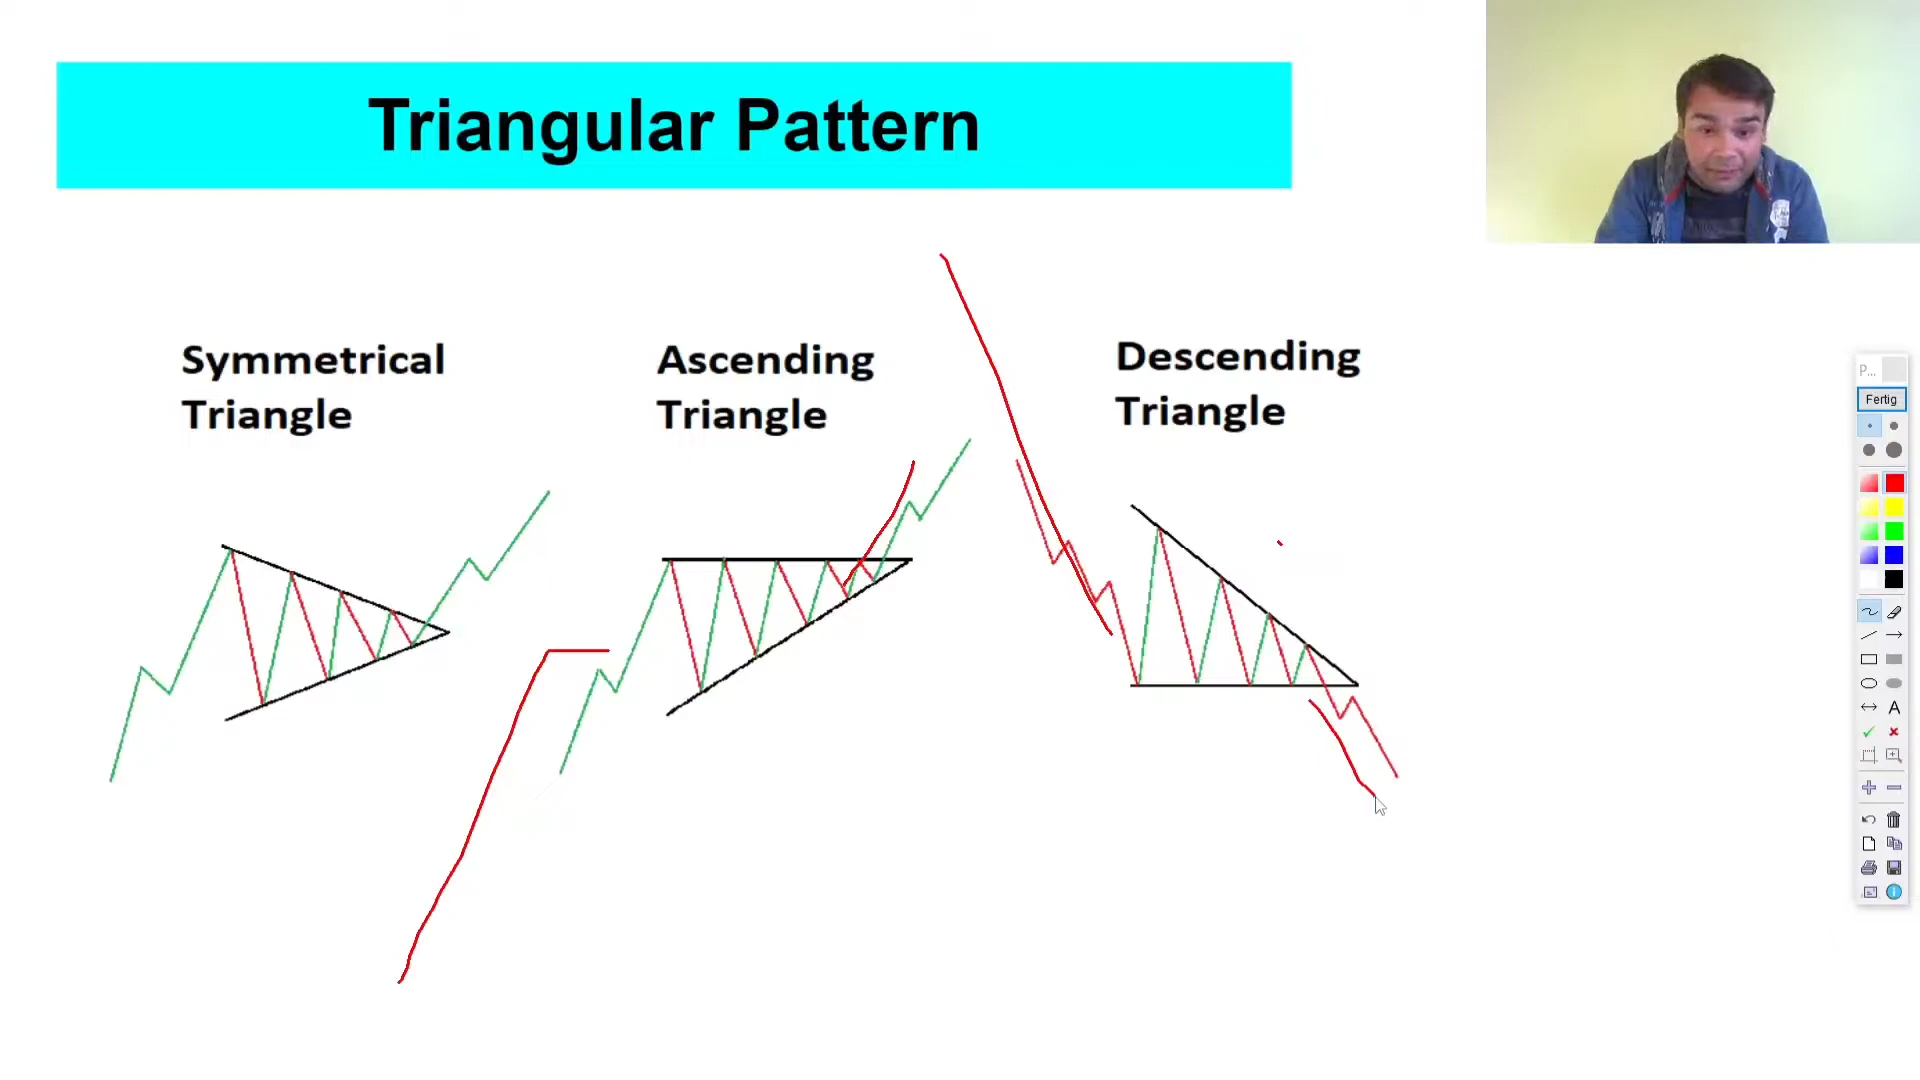 Triangular Pattern
Symmetrical
Triangle
Ascending
Triangle
Descending
Triangle
P...
Fertig
A